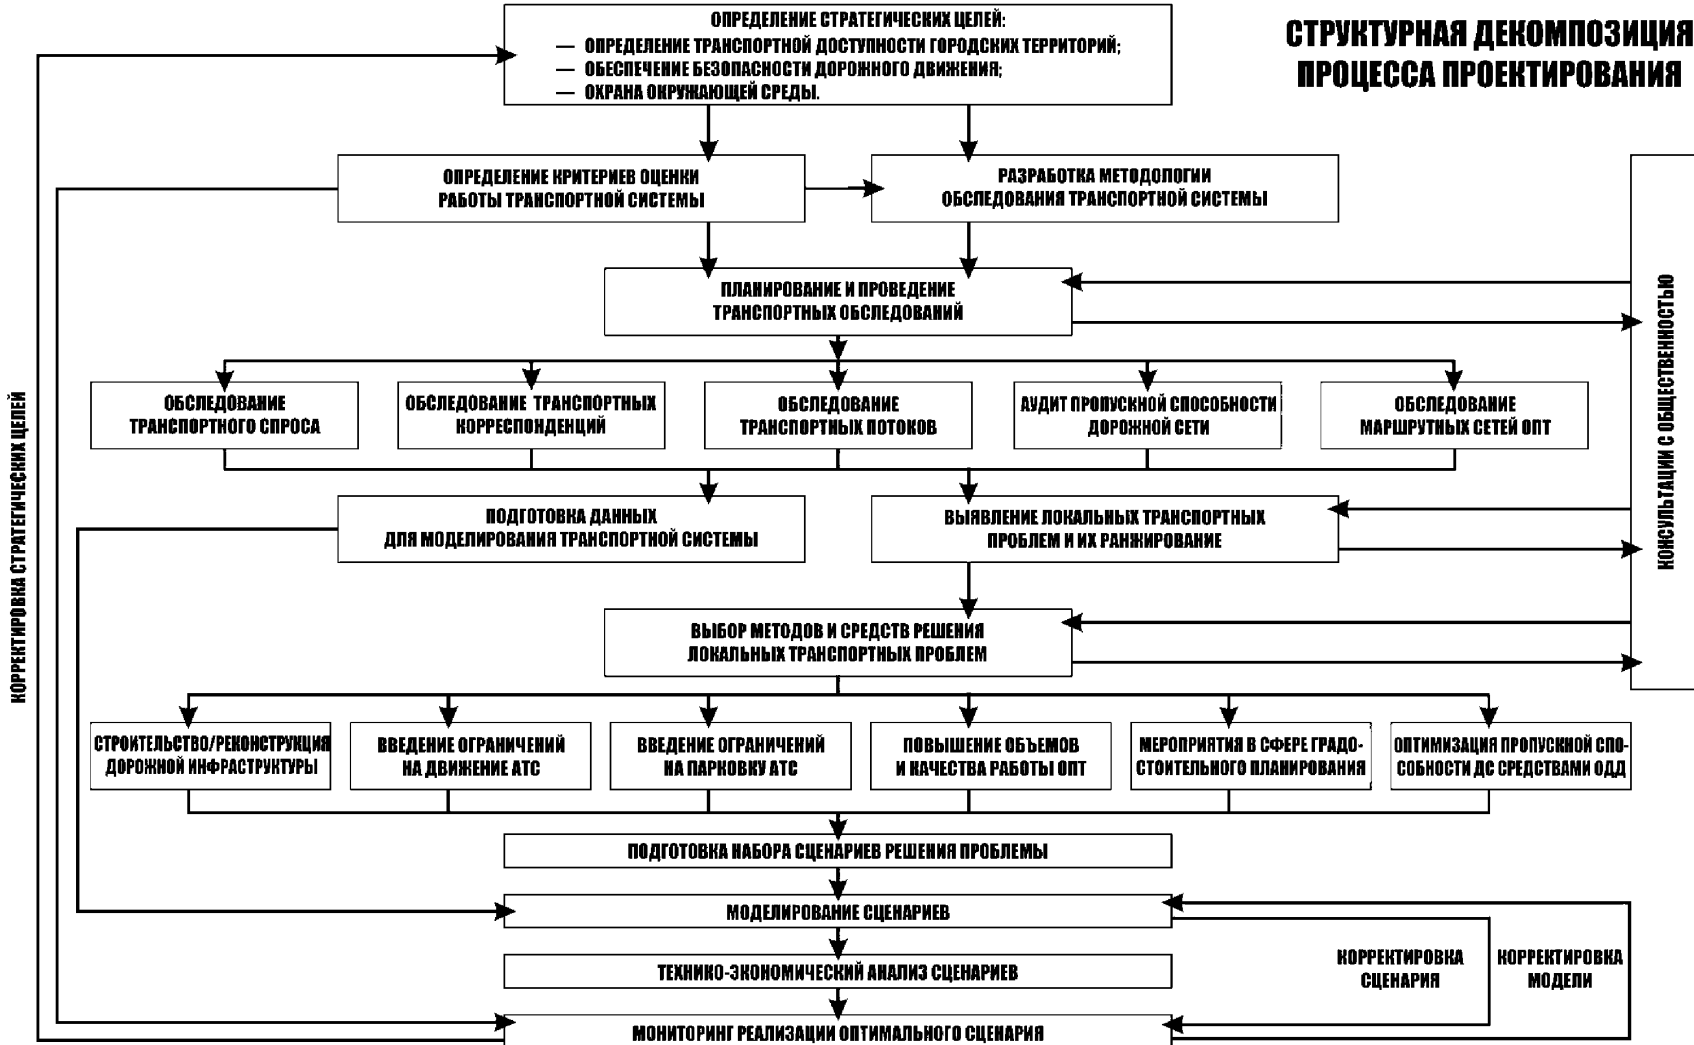 ОПРЕДЕЛЕНИЕ СТРАТЕГИЧЕСКИХ ЦЕЛЕЙ:
— ОПРЕДЕЛЕНИЕ ТРАНСПОРТНОЙ ДОСТУПНОСТИ ГОРОДСКИХ ТЕРРИТОРИЙ;
— ОБЕСПЕЧЕНИЕ БЕЗОПАСНОСТИ ДОРОЖНОГО ДВИЖЕНИЯ;
— ОХРАНА ОКРУЖАЮЩЕЙ СРЕДЫ.
СТРУКТУРНАЯ ДЕКОМПОЗИЦИЯ
ПРОЦЕССА ПРОЕКТИРОВАНИЯ
ОПРЕДЕЛЕНИЕ КРИТЕРИЕВ ОЦЕНКИ
РАБОТЫ ТРАНСПОРТНОЙ СИСТЕМЫ
РАЗРАБОТКА МЕТОДОЛОГИИ
ОБСЛЕДОВАНИЯ ТРАНСПОРТНОЙ СИСТЕМЫ
ПЛАНИРОВАНИЕ И ПРОВЕДЕНИЕ
ТРАНСПОРТНЫХ ОБСЛЕДОВАНИЙ
КОРРЕКТИРОВКА СТРАТЕГИЧЕСКИХ ЦЕЛЕЙ
КОНСУЛЬТАЦИИ С ОБЩЕСТВЕННОСТЬЮ
ОБСЛЕДОВАНИЕ
ТРАНСПОРТНОГО СПРОСА
ОБСЛЕДОВАНИЕ ТРАНСПОРТНЫХ
КОРРЕСПОНДЕНЦИЙ
ОБСЛЕДОВАНИЕ
ТРАНСПОРТНЫХ ПОТОКОВ
АУДИТ ПРОПУСКНОЙ СПОСОБНОСТИ
ДОРОЖНОЙ СЕТИ
ОБСЛЕДОВАНИЕ
МАРШРУТНЫХ СЕТЕЙ ОПТ
ПОДГОТОВКА ДАННЫХ
ДЛЯ МОДЕЛИРОВАНИЯ ТРАНСПОРТНОЙ СИСТЕМЫ
ВЫЯВЛЕНИЕ ЛОКАЛЬНЫХ ТРАНСПОРТНЫХ
ПРОБЛЕМ И ИХ РАНЖИРОВАНИЕ
ВЫБОР МЕТОДОВ И СРЕДСТВ РЕШЕНИЯ
ЛОКАЛЬНЫХ ТРАНСПОРТНЫХ ПРОБЛЕМ
СТРОИТЕЛЬСТВО/РЕКОНСТРУКЦИЯ
ДОРОЖНОЙ ИНФРАСТРУКТУРЫ
ВВЕДЕНИЕ ОГРАНИЧЕНИЙ
НА ДВИЖЕНИЕ АТС
ВВЕДЕНИЕ ОГРАНИЧЕНИЙ
НА ПАРКОВКУ АТС
ПОВЫШЕНИЕ ОБЪЕМОВ
И КАЧЕСТВА РАБОТЫ ОПТ
МЕРОПРИЯТИЯ В СФЕРЕ ГРАДО-
СТОИТЕЛЬНОГО ПЛАНИРОВАНИЯ
ОПТИМИЗАЦИЯ ПРОПУСКНОЙ СПО-
СОБНОСТИ ДС СРЕДСТВАМИ ОДД
ПОДГОТОВКА НАБОРА СЦЕНАРИЕВ РЕШЕНИЯ ПРОБЛЕМЫ
МОДЕЛИРОВАНИЕ СЦЕНАРИЕВ
ТЕХНИКО-ЭКОНОМИЧЕСКИЙ АНАЛИЗ СЦЕНАРИЕВ
КОРРЕКТИРОВКА
СЦЕНАРИЯ
КОРРЕКТИРОВКА
МОДЕЛИ
МОНИТОРИНГ РЕАЛИЗАЦИИ ОПТИМАЛЬНОГО СЦЕНАРИЯ